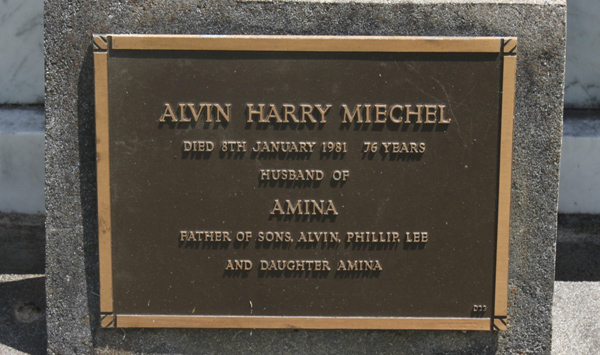 ALVIN HARRY MIECHEL
DIED 8TH JANUARY 1981 76 YEARS
HUSBAND OF
AMINA
FATHER OF SONS, ALVIN, PHILLIP, LEE
AND DAUGHTER AMINA